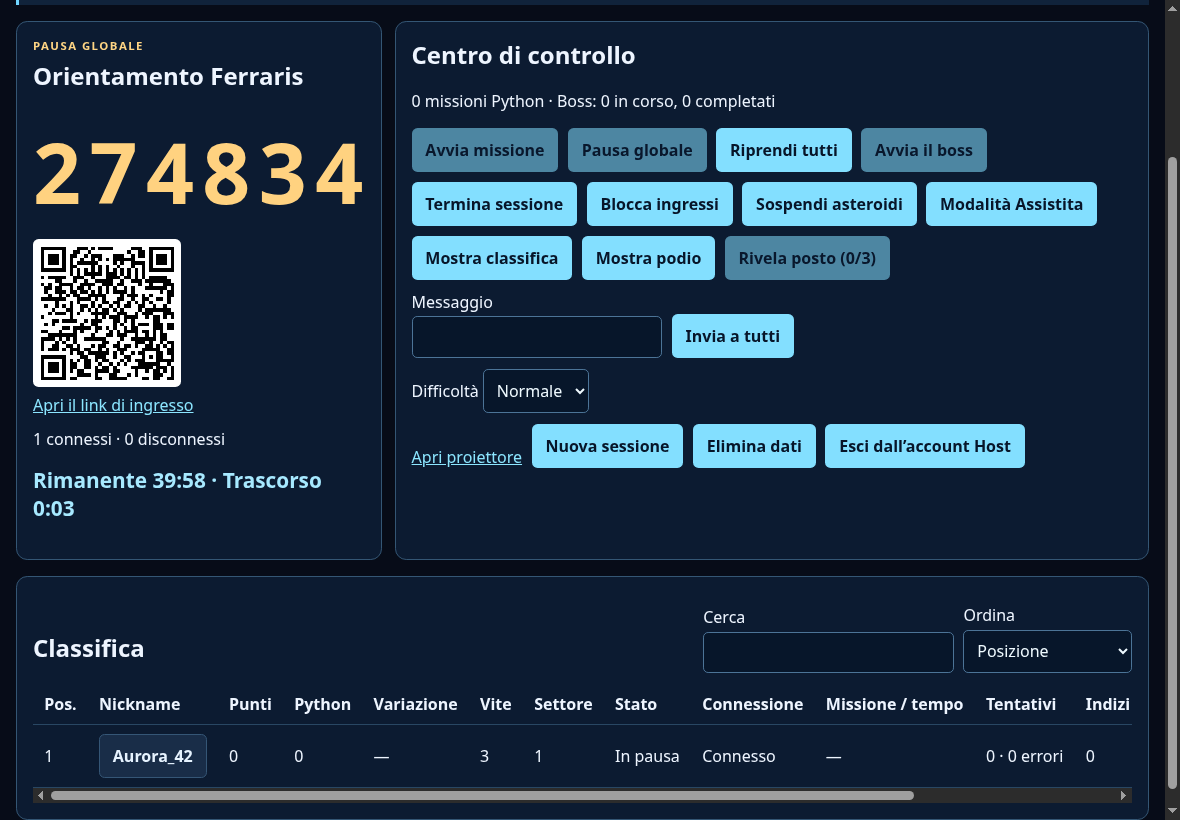 PAUSA GLOBALE
Orientamento Ferraris
274834
Apri il link di ingresso
1 connessi · 0 disconnessi
Rimanente 39:58 · Trascorso
0:03
Centro di controllo
0 missioni Python · Boss: 0 in corso, 0 completati
Avvia missione Pausa globale Riprendi tutti Avvia il boss
Termina sessione Blocca ingressi Sospendi asteroidi Modalità Assistita
Mostra classifica Mostra podio Rivela posto (0/3)
Messaggio
Invia a tutti
Difficoltà Normale
Apri proiettore Nuova sessione Elimina dati Esci dall’account Host
Classifica
Cerca
Ordina
Posizione
Pos. Nickname Punti Python Variazione Vite Settore Stato Connessione Missione / tempo Tentativi Indizi
1 Aurora_42 0 0 — 3 1 In pausa Connesso — 0 · 0 errori 0